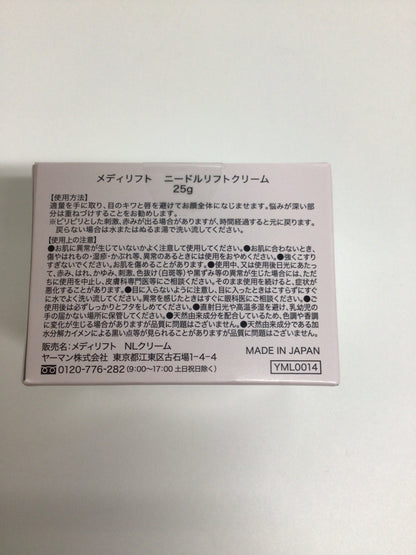 メディリフト ニードルリフトクリーム
25g
【使用方法】
適量を手に取り、目のキワと唇を避けてお顔全体になじませます。悩みが深い部
分は重ねづけすることをお勧めします。
※ピリピリとした刺激、赤みが出る場合がありますが、時間経過すると元に戻ります。
戻らない場合は水またはぬるま湯で洗い流してください。
【使用上の注意】
●お肌に異常が生じていないかよく注意して使用してください。●お肌に合わないとき、
傷やはれもの・湿疹・かぶれ等、異常のあるときには使用をおやめください。●強くこすり
すぎないでください。お肌を傷めることがあります。●使用中、又は使用後日光にあたっ
て、赤み、はれ、かゆみ、刺激、色抜け(白斑等)や黒ずみ等の異常が生じた場合には、ただ
ちに使用を中止し、皮膚科専門医等にご相談ください。そのまま使用を続けると、症状が
悪化することがあります。●目に入らないように注意し、目に入ったときはこすらずにすぐ
に水でよく洗い流してください。異常を感じたときはすぐに眼科医にご相談ください。●ご
使用後は必ずしっかりとフタをしめてください。●直射日光や高温多湿を避け、乳幼児の
手の届かない場所に保管してください。●天然由来成分を配合しているため、色調や香調
に変化が生じる場合がありますが品質に問題はございません。●天然由来成分である加
水分解カイメンによる黒い点等が見られることがありますが品質に問題はございません。
販売名:メディリフト NLクリーム
ヤーマン株式会社 東京都江東区古石場1-4-4
0120-776-282(9:00~17:00 土日祝日除く)
MADE IN JAPAN
YML0014